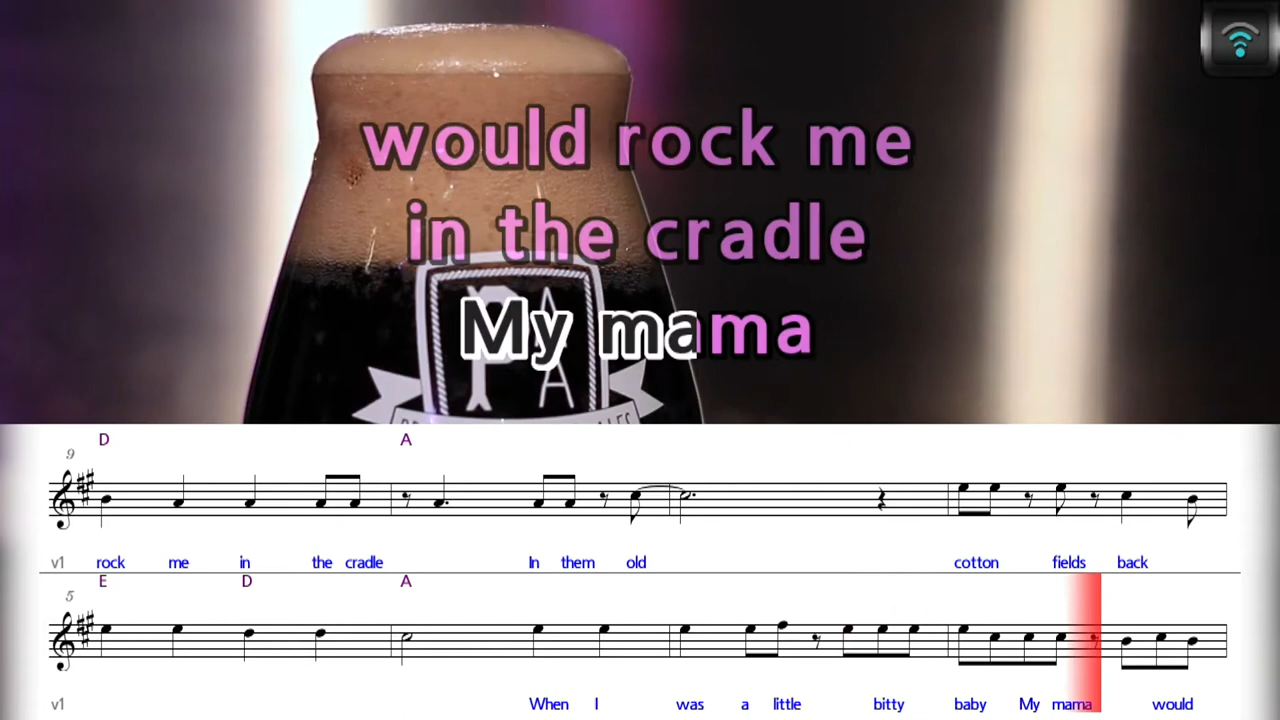 would rock me
in the cradle
My mama
PA
D A
9
v1 rock me in the cradle In them old cotton fields back
E D A
5
v1 When I was a little bitty baby My mama would